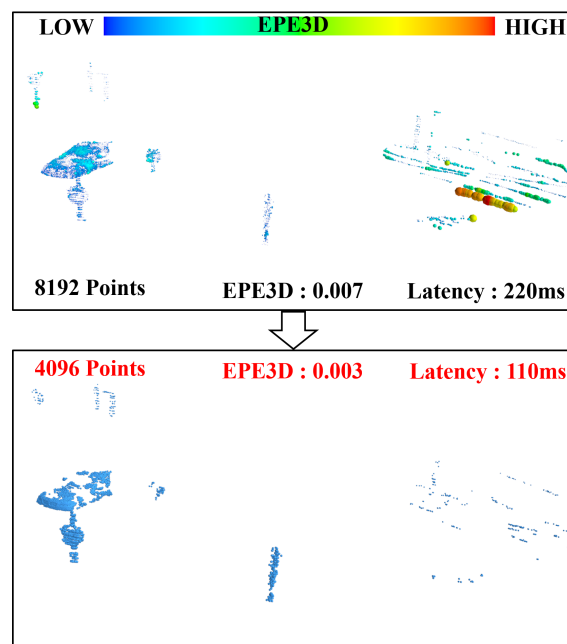 LOW EPE3D HIGH
8192 Points EPE3D : 0.007 Latency : 220ms
4096 Points EPE3D : 0.003 Latency : 110ms